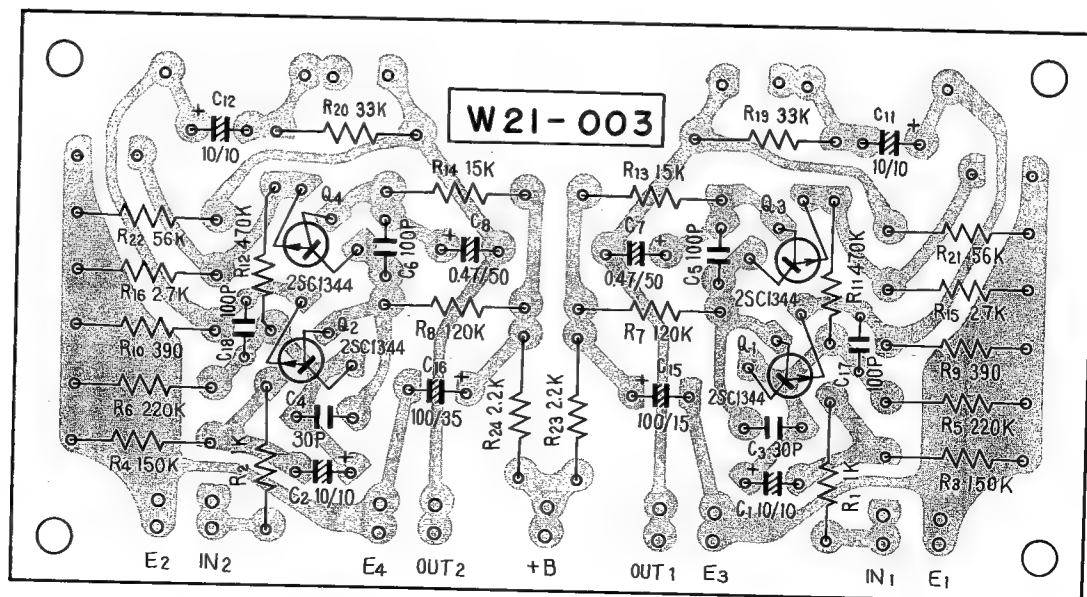 C12
+
10/10
R20 33K
W21-003
R19 33K
C11
+
10/10
R14 15K
R13 15K
Q4
Q3
R22 56K
R12 470K
C6 100P
+
C8
0.47/50
C7
+
0.47/50
C5 100P
2SC1344
2SC1344
R11 470K
R21 56K
R16 2.7K
C18 100P
R15 2.7K
R10 390
Q2
2SC1344
R8 120K
R7 120K
Q1
2SC1344
C17
100P
R9 390
R6 220K
C4
30P
C16
+
100/35
R24 2.2K
R23 2.2K
C15
+
100/15
C3 30P
R5 220K
R4 150K
R2 1K
+
C2 10/10
+
C1 10/10
R1 1K
R3 150K
E2
IN2
E4
OUT2
+B
OUT1
E3
IN1
E1